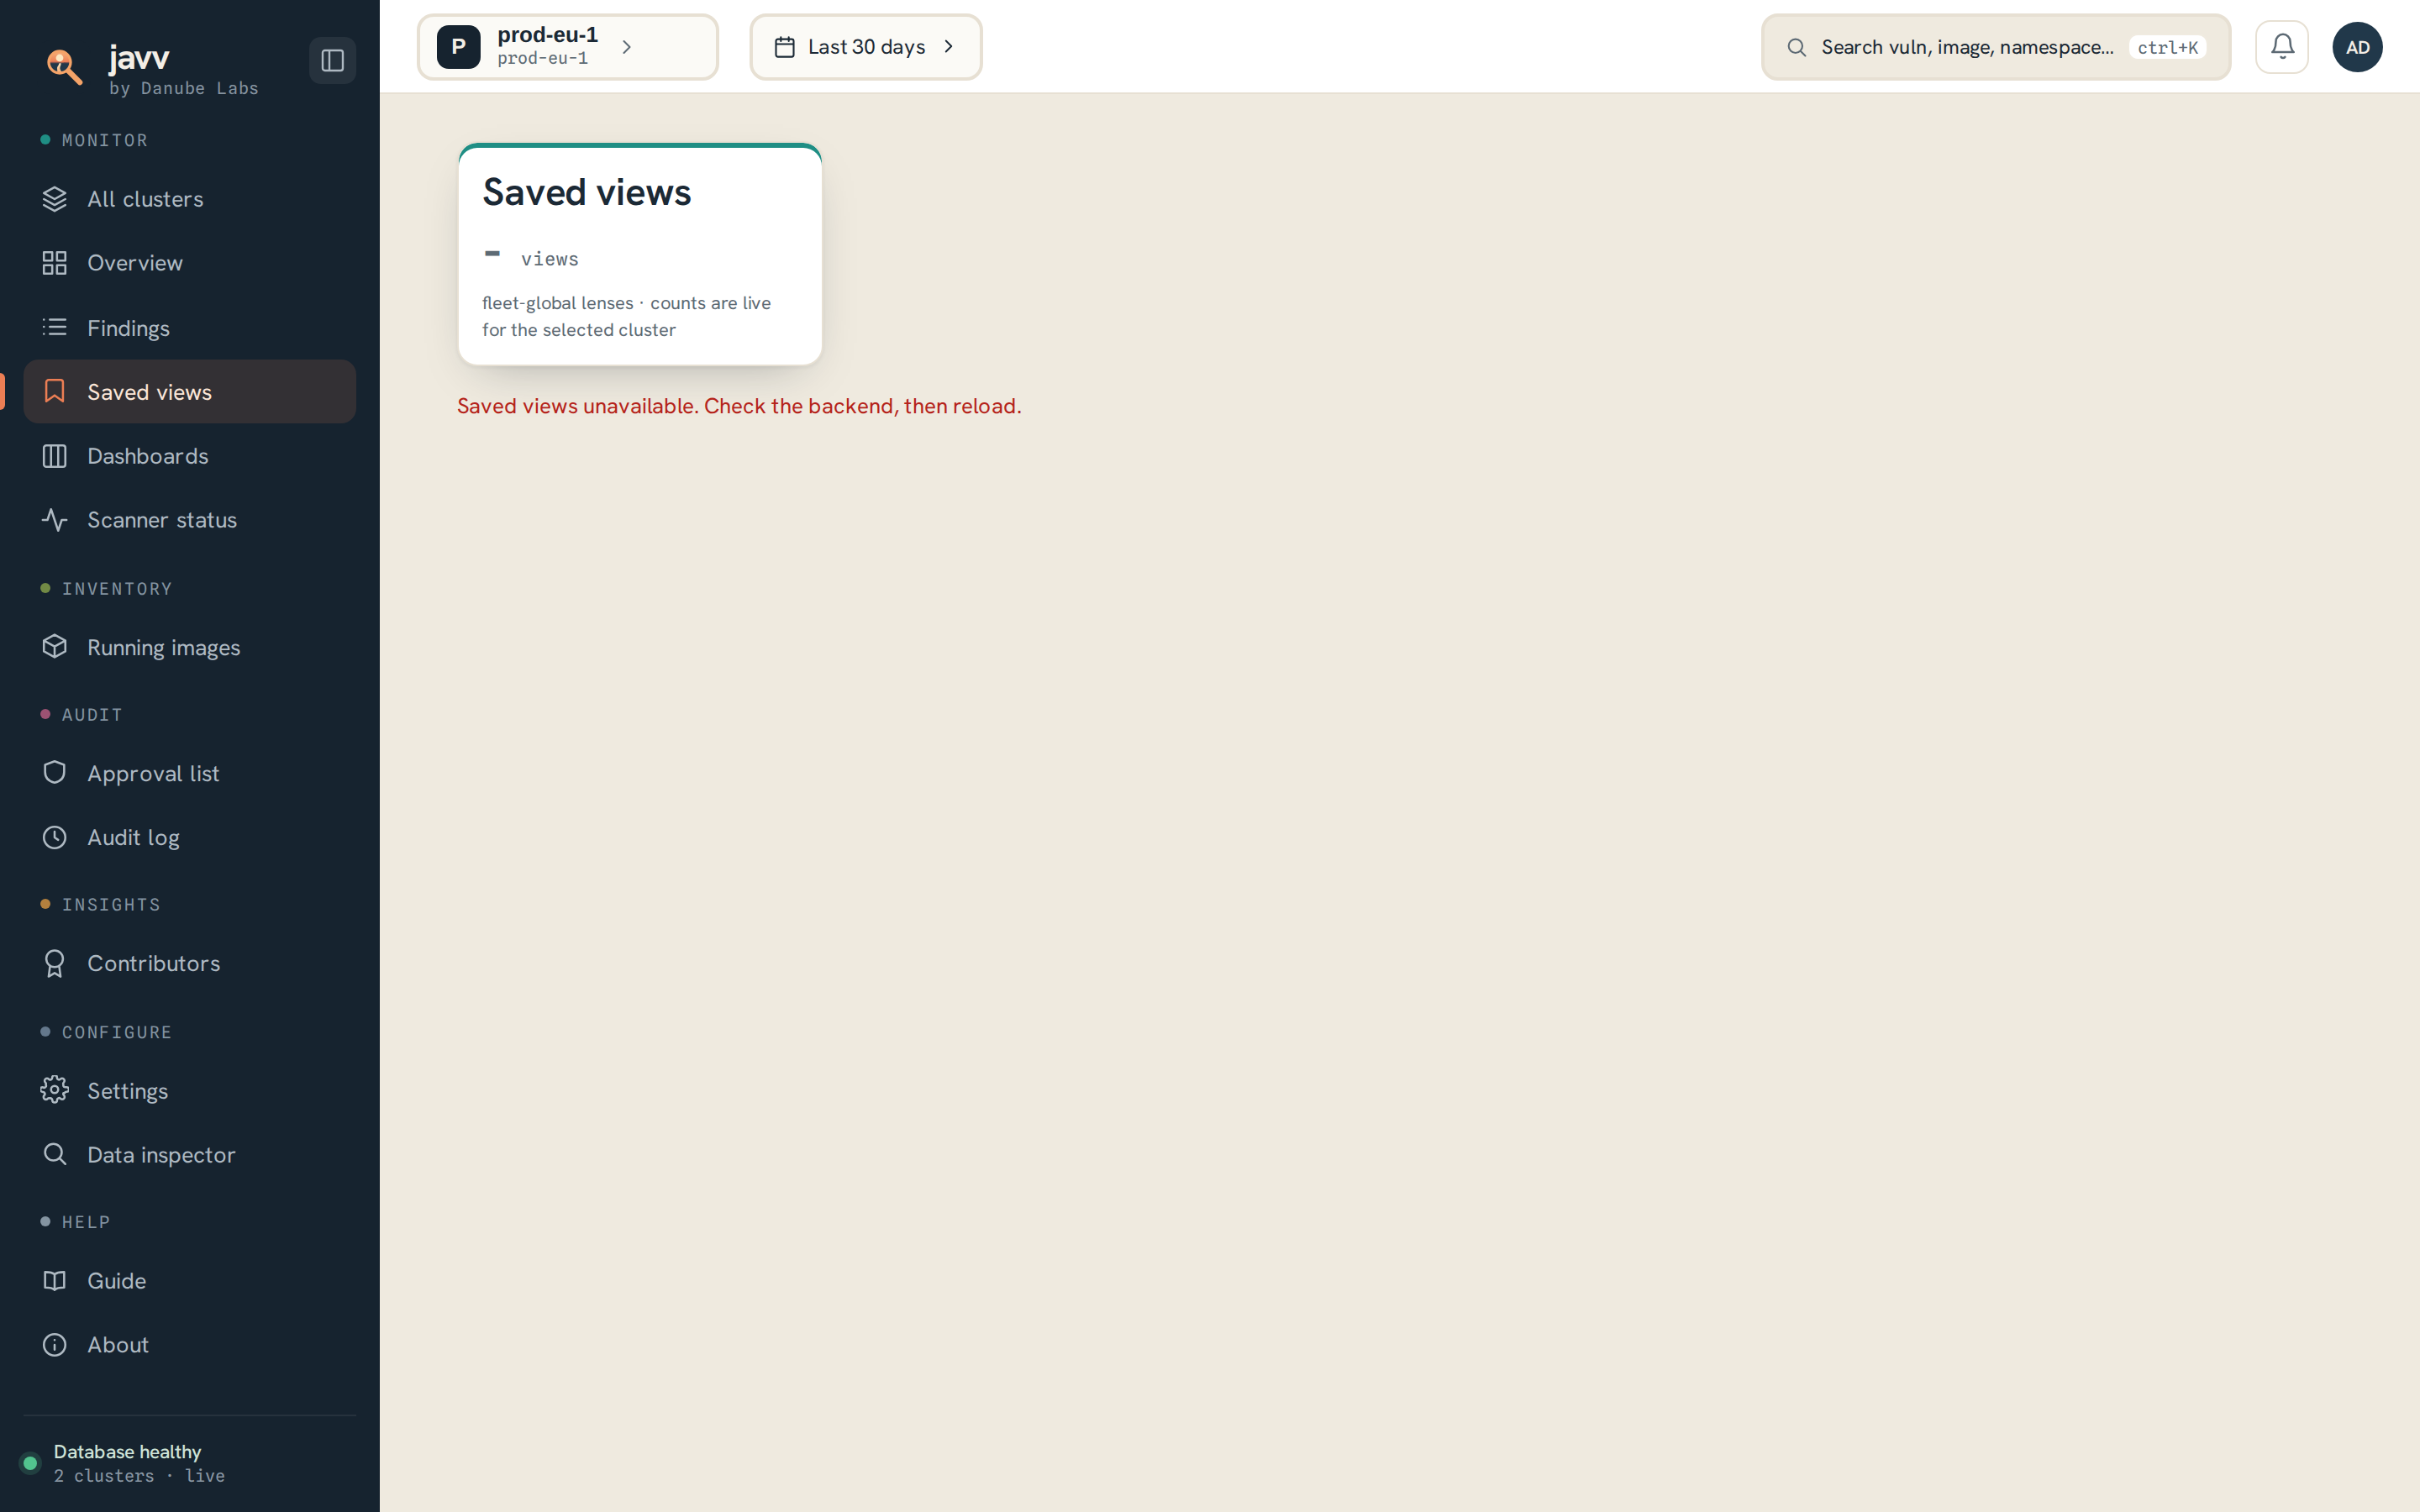 javv
by Danube Labs
MONITOR
All clusters
Overview
Findings
Saved views
Dashboards
Scanner status
INVENTORY
Running images
AUDIT
Approval list
Audit log
INSIGHTS
Contributors
CONFIGURE
Settings
Data inspector
HELP
Guide
About
Database healthy
2 clusters · live
P
prod-eu-1
prod-eu-1
Last 30 days
Search vuln, image, namespace... ctrl+K
AD
Saved views
- views
fleet-global lenses · counts are live
for the selected cluster
Saved views unavailable. Check the backend, then reload.